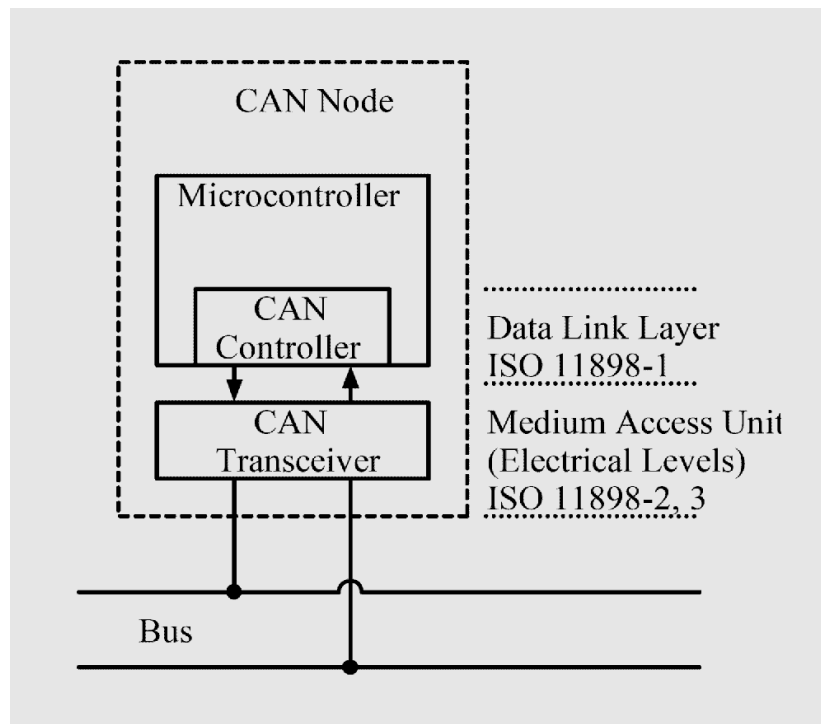 CAN Node
Microcontroller
CAN
Controller
Data Link Layer
ISO 11898-1
CAN
Transceiver
Medium Access Unit
(Electrical Levels)
ISO 11898-2, 3
Bus